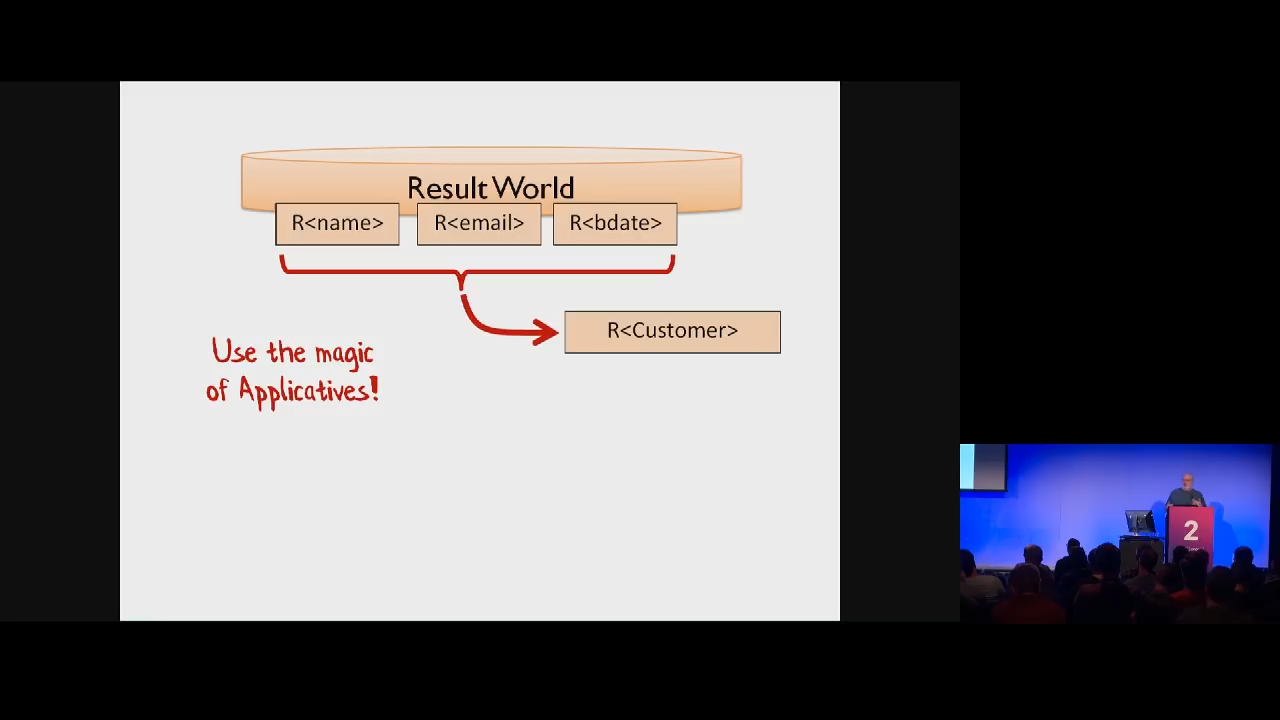 Result World
R<name> R<email> R<bdate>
R<Customer>
Use the magic
of Applicatives!
2